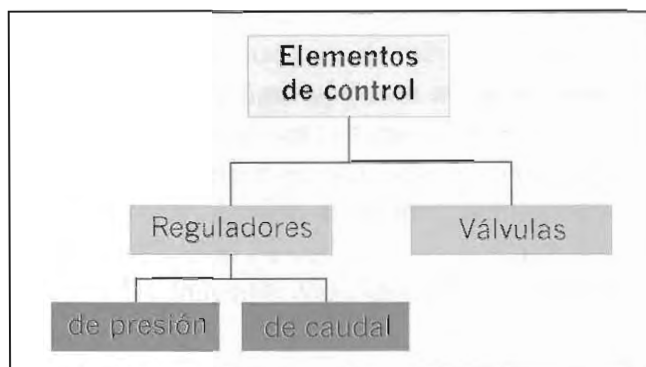 Elementos
de control
Reguladores
Válvulas
de presión
de caudal